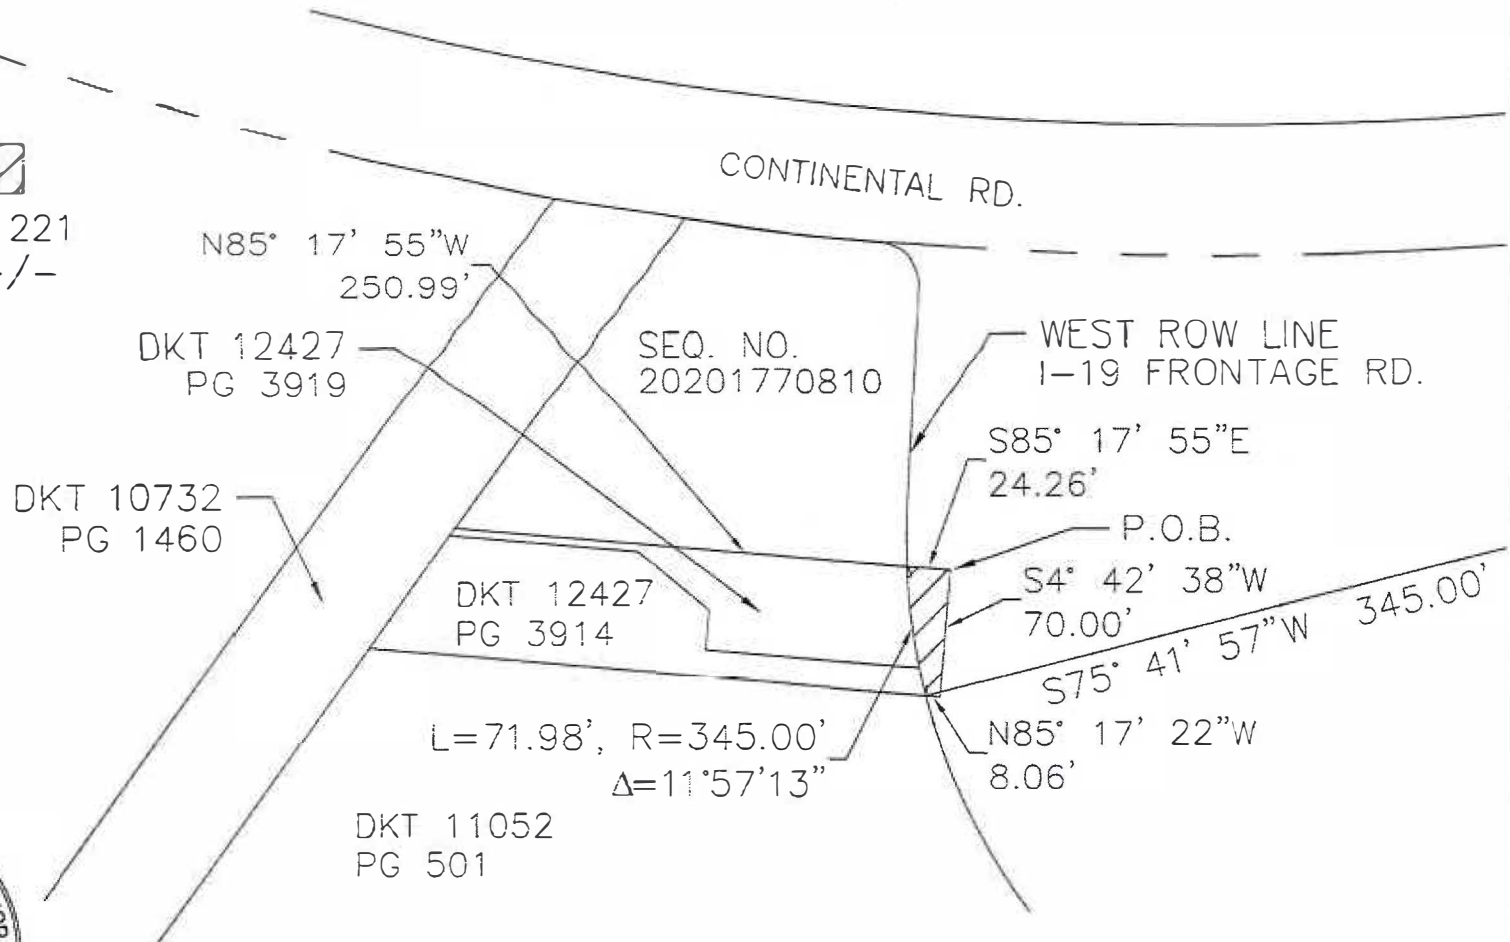 CONTINENTAL RD.
221
+/-
N85° 17' 55"W
250.99'
DKT 12427
PG 3919
SEQ. NO.
20201770810
WEST ROW LINE
I-19 FRONTAGE RD.
S85° 17' 55"E
24.26'
DKT 10732
PG 1460
P.O.B.
DKT 12427
PG 3914
S4° 42' 38"W
70.00'
S75° 41' 57"W 345.00'
L=71.98', R=345.00'
Δ=11°57'13"
N85° 17' 22"W
8.06'
DKT 11052
PG 501